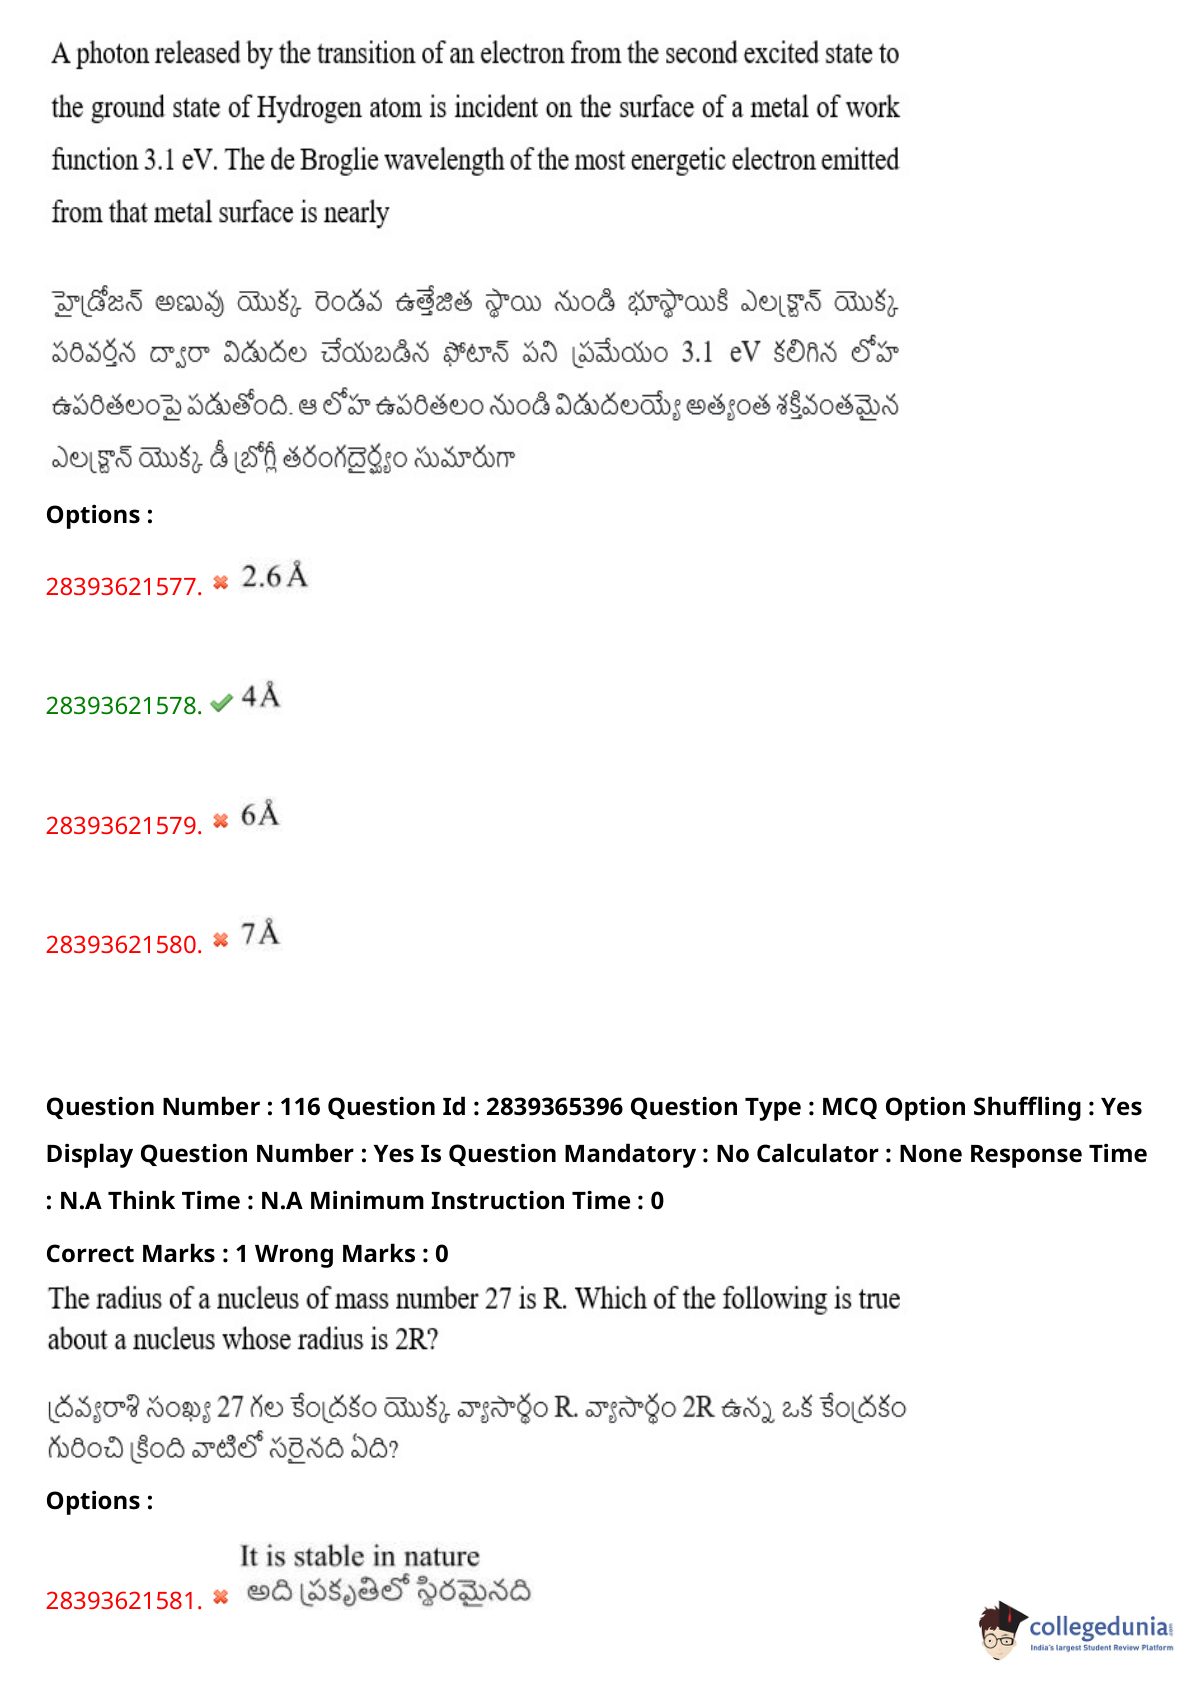 A photon released by the transition of an electron from the second excited state to
the ground state of Hydrogen atom is incident on the surface of a metal of work
function 3.1 eV. The de Broglie wavelength of the most energetic electron emitted
from that metal surface is nearly
హైడ్రోజన్ అణువు యొక్క రెండవ ఉత్తేజిత స్థాయి నుండి భూస్థాయికి ఎలక్ట్రాన్ యొక్క
పరివర్తన ద్వారా విడుదల చేయబడిన ఫోటాన్ పని ప్రమేయం 3.1 eV కలిగిన లోహ
ఉపరితలంపై పడుతోంది. ఆ లోహ ఉపరితలం నుండి విడుదలయ్యే అత్యంత శక్తివంతమైన
ఎలక్ట్రాన్ యొక్క డీ బ్రోగ్లీ తరంగదైర్ఘ్యం సుమారుగా
Options :
28393621577. 2.6 Å
28393621578. 4 Å
28393621579. 6 Å
28393621580. 7 Å
Question Number : 116 Question Id : 2839365396 Question Type : MCQ Option Shuffling : Yes
Display Question Number : Yes Is Question Mandatory : No Calculator : None Response Time
: N.A Think Time : N.A Minimum Instruction Time : 0
Correct Marks : 1 Wrong Marks : 0
The radius of a nucleus of mass number 27 is R. Which of the following is true
about a nucleus whose radius is 2R?
ద్రవ్యరాశి సంఖ్య 27 గల కేంద్రకం యొక్క వ్యాసార్థం R. వ్యాసార్థం 2R ఉన్న ఒక కేంద్రకం
గురించి క్రింది వాటిలో సరైనది ఏది?
Options :
It is stable in nature
28393621581. అది ప్రకృతిలో స్థిరమైనది
collegedunia.com
India's largest Student Review Platform